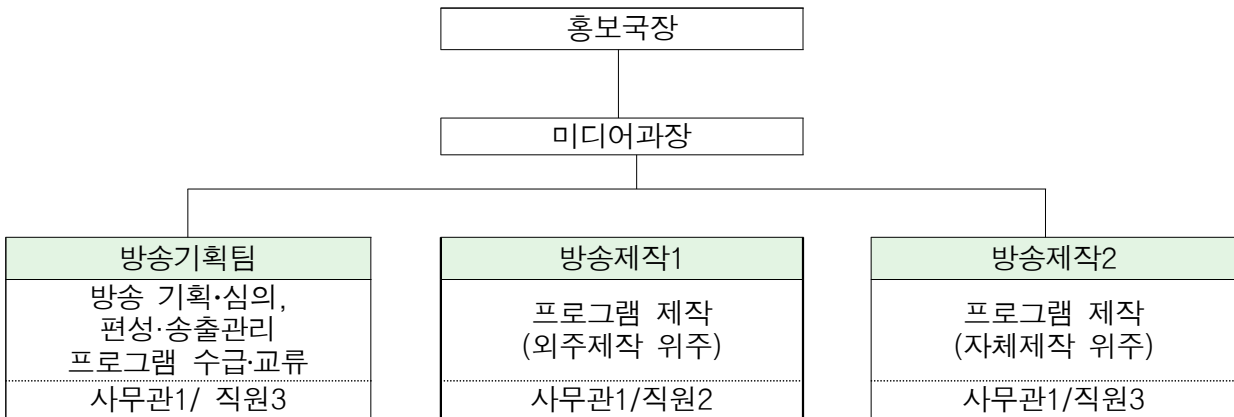 홍보국장
미디어과장
방송기획팀
방송 기획·심의,
편성·송출관리
프로그램 수급·교류
사무관1/ 직원3
방송제작1
프로그램 제작
(외주제작 위주)
사무관1/직원2
방송제작2
프로그램 제작
(자체제작 위주)
사무관1/직원3